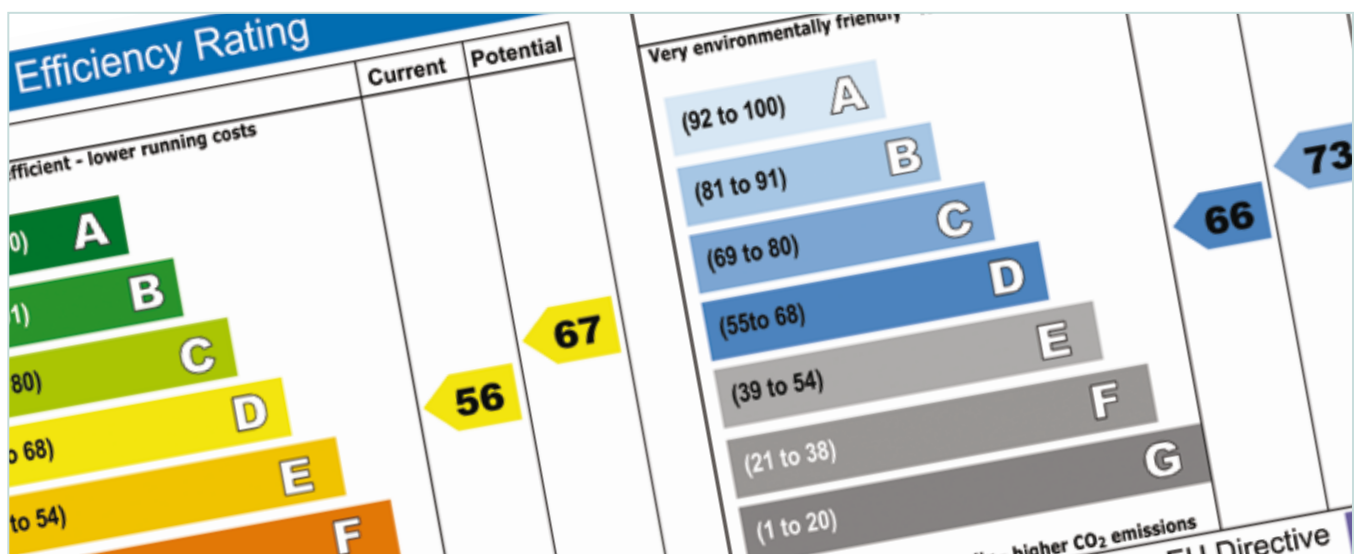 Efficiency Rating
Current
Potential
efficient - lower running costs
0) A
1) B
80) C
o 68) D
to 54) E
F
56
67
Very environmentally friendly -
(92 to 100) A
(81 to 91) B
(69 to 80) C
(55to 68) D
(39 to 54) E
(21 to 38) F
(1 to 20) G
66
73
higher CO₂ emissions
EU Directive